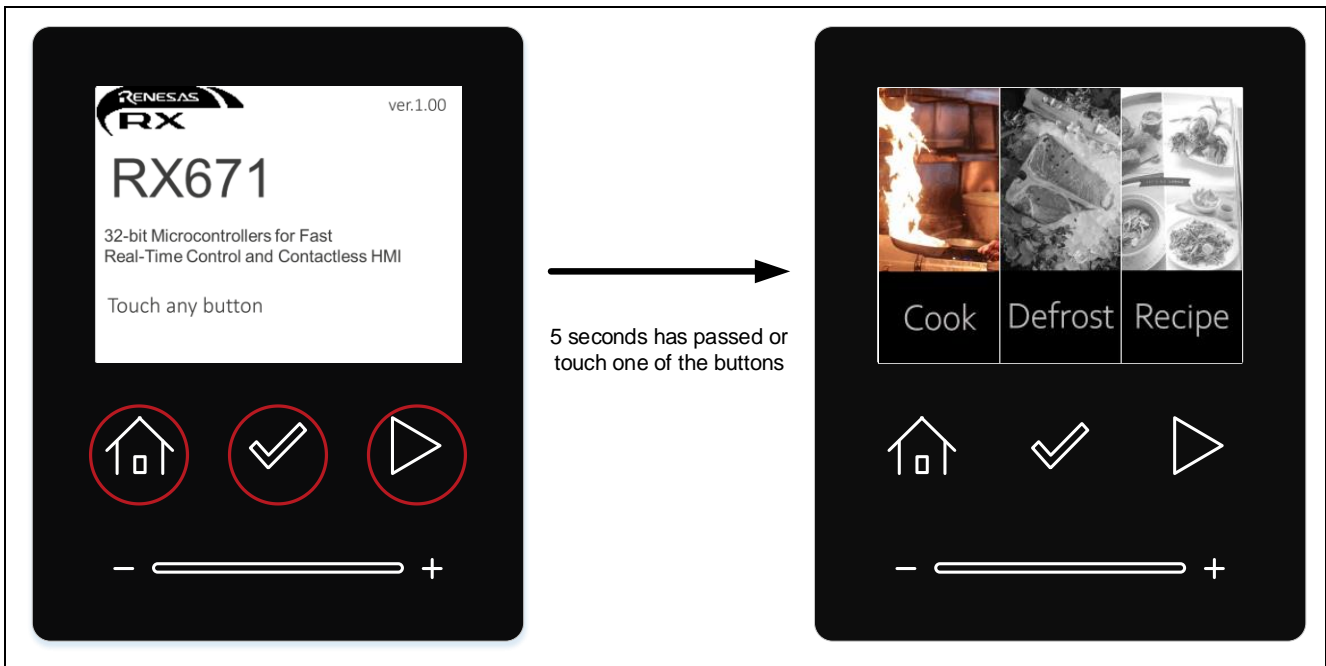 RENESAS
RX
ver.1.00
RX671
32-bit Microcontrollers for Fast
Real-Time Control and Contactless HMI
Touch any button
5 seconds has passed or
touch one of the buttons
Cook
Defrost
Recipe